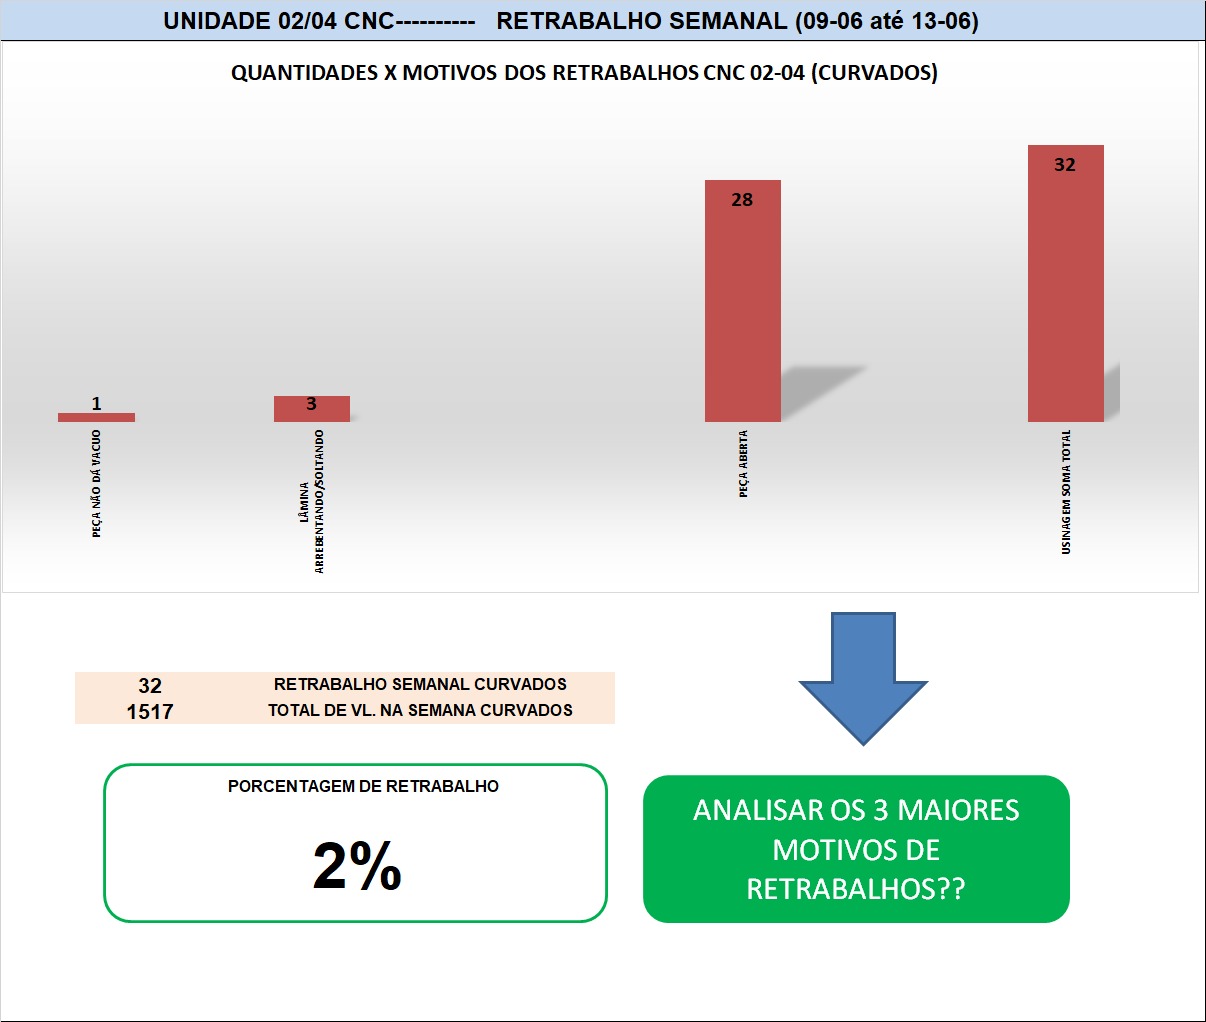 UNIDADE 02/04 CNC---------- RETRABALHO SEMANAL (09-06 até 13-06)
QUANTIDADES X MOTIVOS DOS RETRABALHOS CNC 02-04 (CURVADOS)
1
3
28
32
PEÇA NÃO DÁ VACUO
LÂMINA
ARREBENTANDO/SOLTANDO
PEÇA ABERTA
USINAGEM SOMA TOTAL
32 RETRABALHO SEMANAL CURVADOS
1517 TOTAL DE VL. NA SEMANA CURVADOS
PORCENTAGEM DE RETRABALHO
2%
ANALISAR OS 3 MAIORES
MOTIVOS DE
RETRABALHOS??